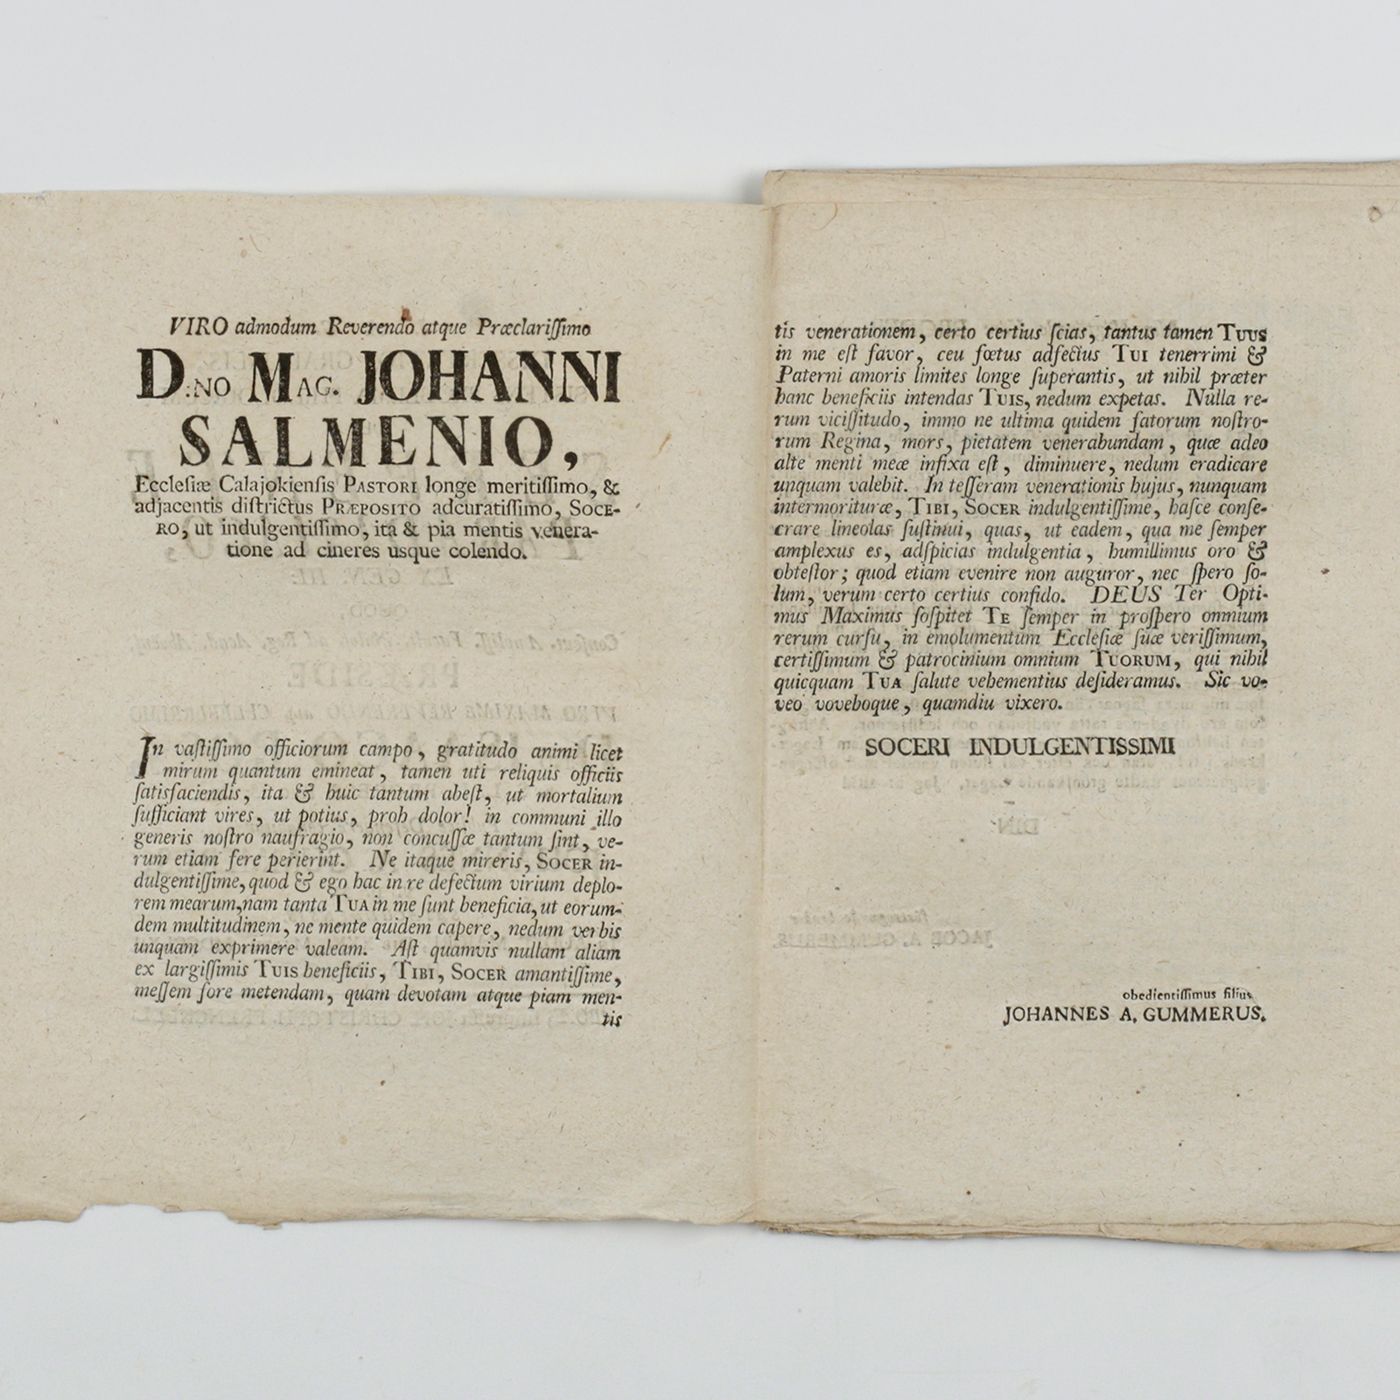 VIRO admodum Reverendo atque Præclariſſimo
D:NO MAG. JOHANNI
SALMENIO,
Eccleſiæ Calajokienſis PASTORI longe meritiſſimo, &
adjacentis diſtrictus PRÆPOSITO adcuratiſſimo, SOCE-
RO, ut indulgentiſſimo, ita & pia mentis venera-
tione ad cineres usque colendo.
In vaſtiſſimo officiorum campo, gratitudo animi licet
mirum quantum emineat, tamen uti reliquis officiis
ſatisfaciendis, ita & huic tantum abeſt, ut mortalium
ſufficiant vires, ut potius, proh dolor! in communi illo
generis noſtro naufragio, non concuſſæ tantum ſint, ve-
rum etiam fere perierint. Ne itaque mireris, SOCER in-
dulgentiſſime, quod & ego hac in re defectum virium deplo-
rem mearum, nam tanta TUA in me ſunt beneficia, ut eorum-
dem multitudinem, ne mente quidem capere, nedum verbis
unquam exprimere valeam. Aſt quamvis nullam aliam
ex largiſſimis TUIS beneficiis, TIBI, SOCER amantiſſime,
meſſem fore metendam, quam devotam atque piam men-
tis
tis venerationem, certo certius ſcias, tantus tamen TUUS
in me eſt favor, ceu fœtus adfectus TUI tenerrimi &
Paterni amoris limites longe ſuperantis, ut nihil præter
hanc beneficiis intendas TUIS, nedum expetas. Nulla re-
rum viciſſitudo, immo ne ultima quidem fatorum noſtro-
rum Regina, mors, pietatem venerabundam, quæ adeo
alte menti meæ infixa eſt, diminuere, nedum eradicare
unquam valebit. In teſſeram venerationis hujus, nunquam
intermorituræ, TIBI, SOCER indulgentiſſime, haſce conſe-
crare lineolas ſuſtinui, quas, ut eadem, qua me ſemper
amplexus es, adſpicias indulgentia, humillimus oro &
obteſtor; quod etiam evenire non auguror, nec ſpero ſo-
lum, verum certo certius confido. DEUS Ter Opti-
mus Maximus ſoſpitet TE ſemper in proſpero omnium
rerum curſu, in emolumentum Eccleſiæ ſuæ veriſſimum,
certiſſimum & patrocinium omnium TUORUM, qui nihil
quicquam TUA ſalute vehementius deſideramus. Sic vo-
veo voveboque, quamdiu vixero.
SOCERI INDULGENTISSIMI
obedientiſſimus filius
JOHANNES A. GUMMERUS.